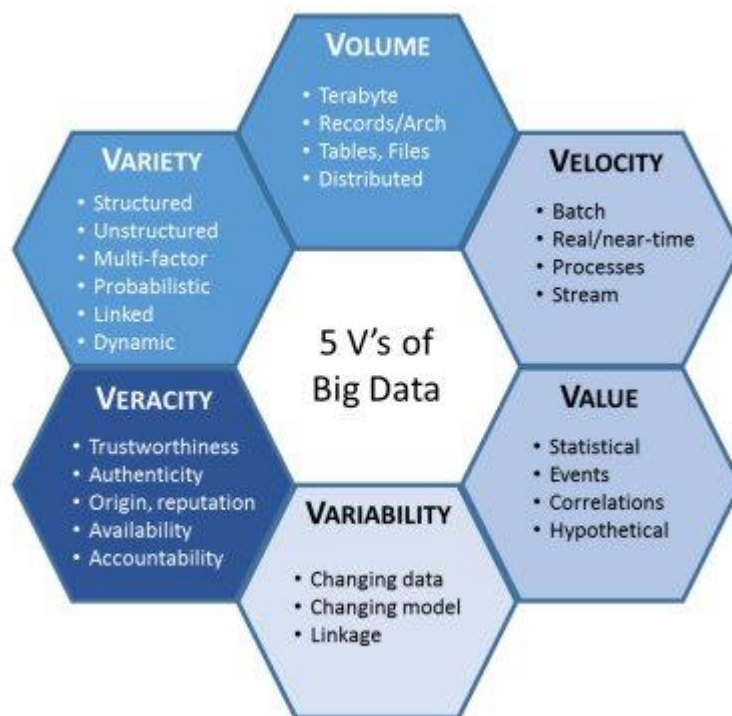 VOLUME
• Terabyte
• Records/Arch
• Tables, Files
• Distributed
VARIETY
• Structured
• Unstructured
• Multi-factor
• Probabilistic
• Linked
• Dynamic
VELOCITY
• Batch
• Real/near-time
• Processes
• Stream
5 V's of
Big Data
VERACITY
• Trustworthiness
• Authenticity
• Origin, reputation
• Availability
• Accountability
VALUE
• Statistical
• Events
• Correlations
• Hypothetical
VARIABILITY
• Changing data
• Changing model
• Linkage